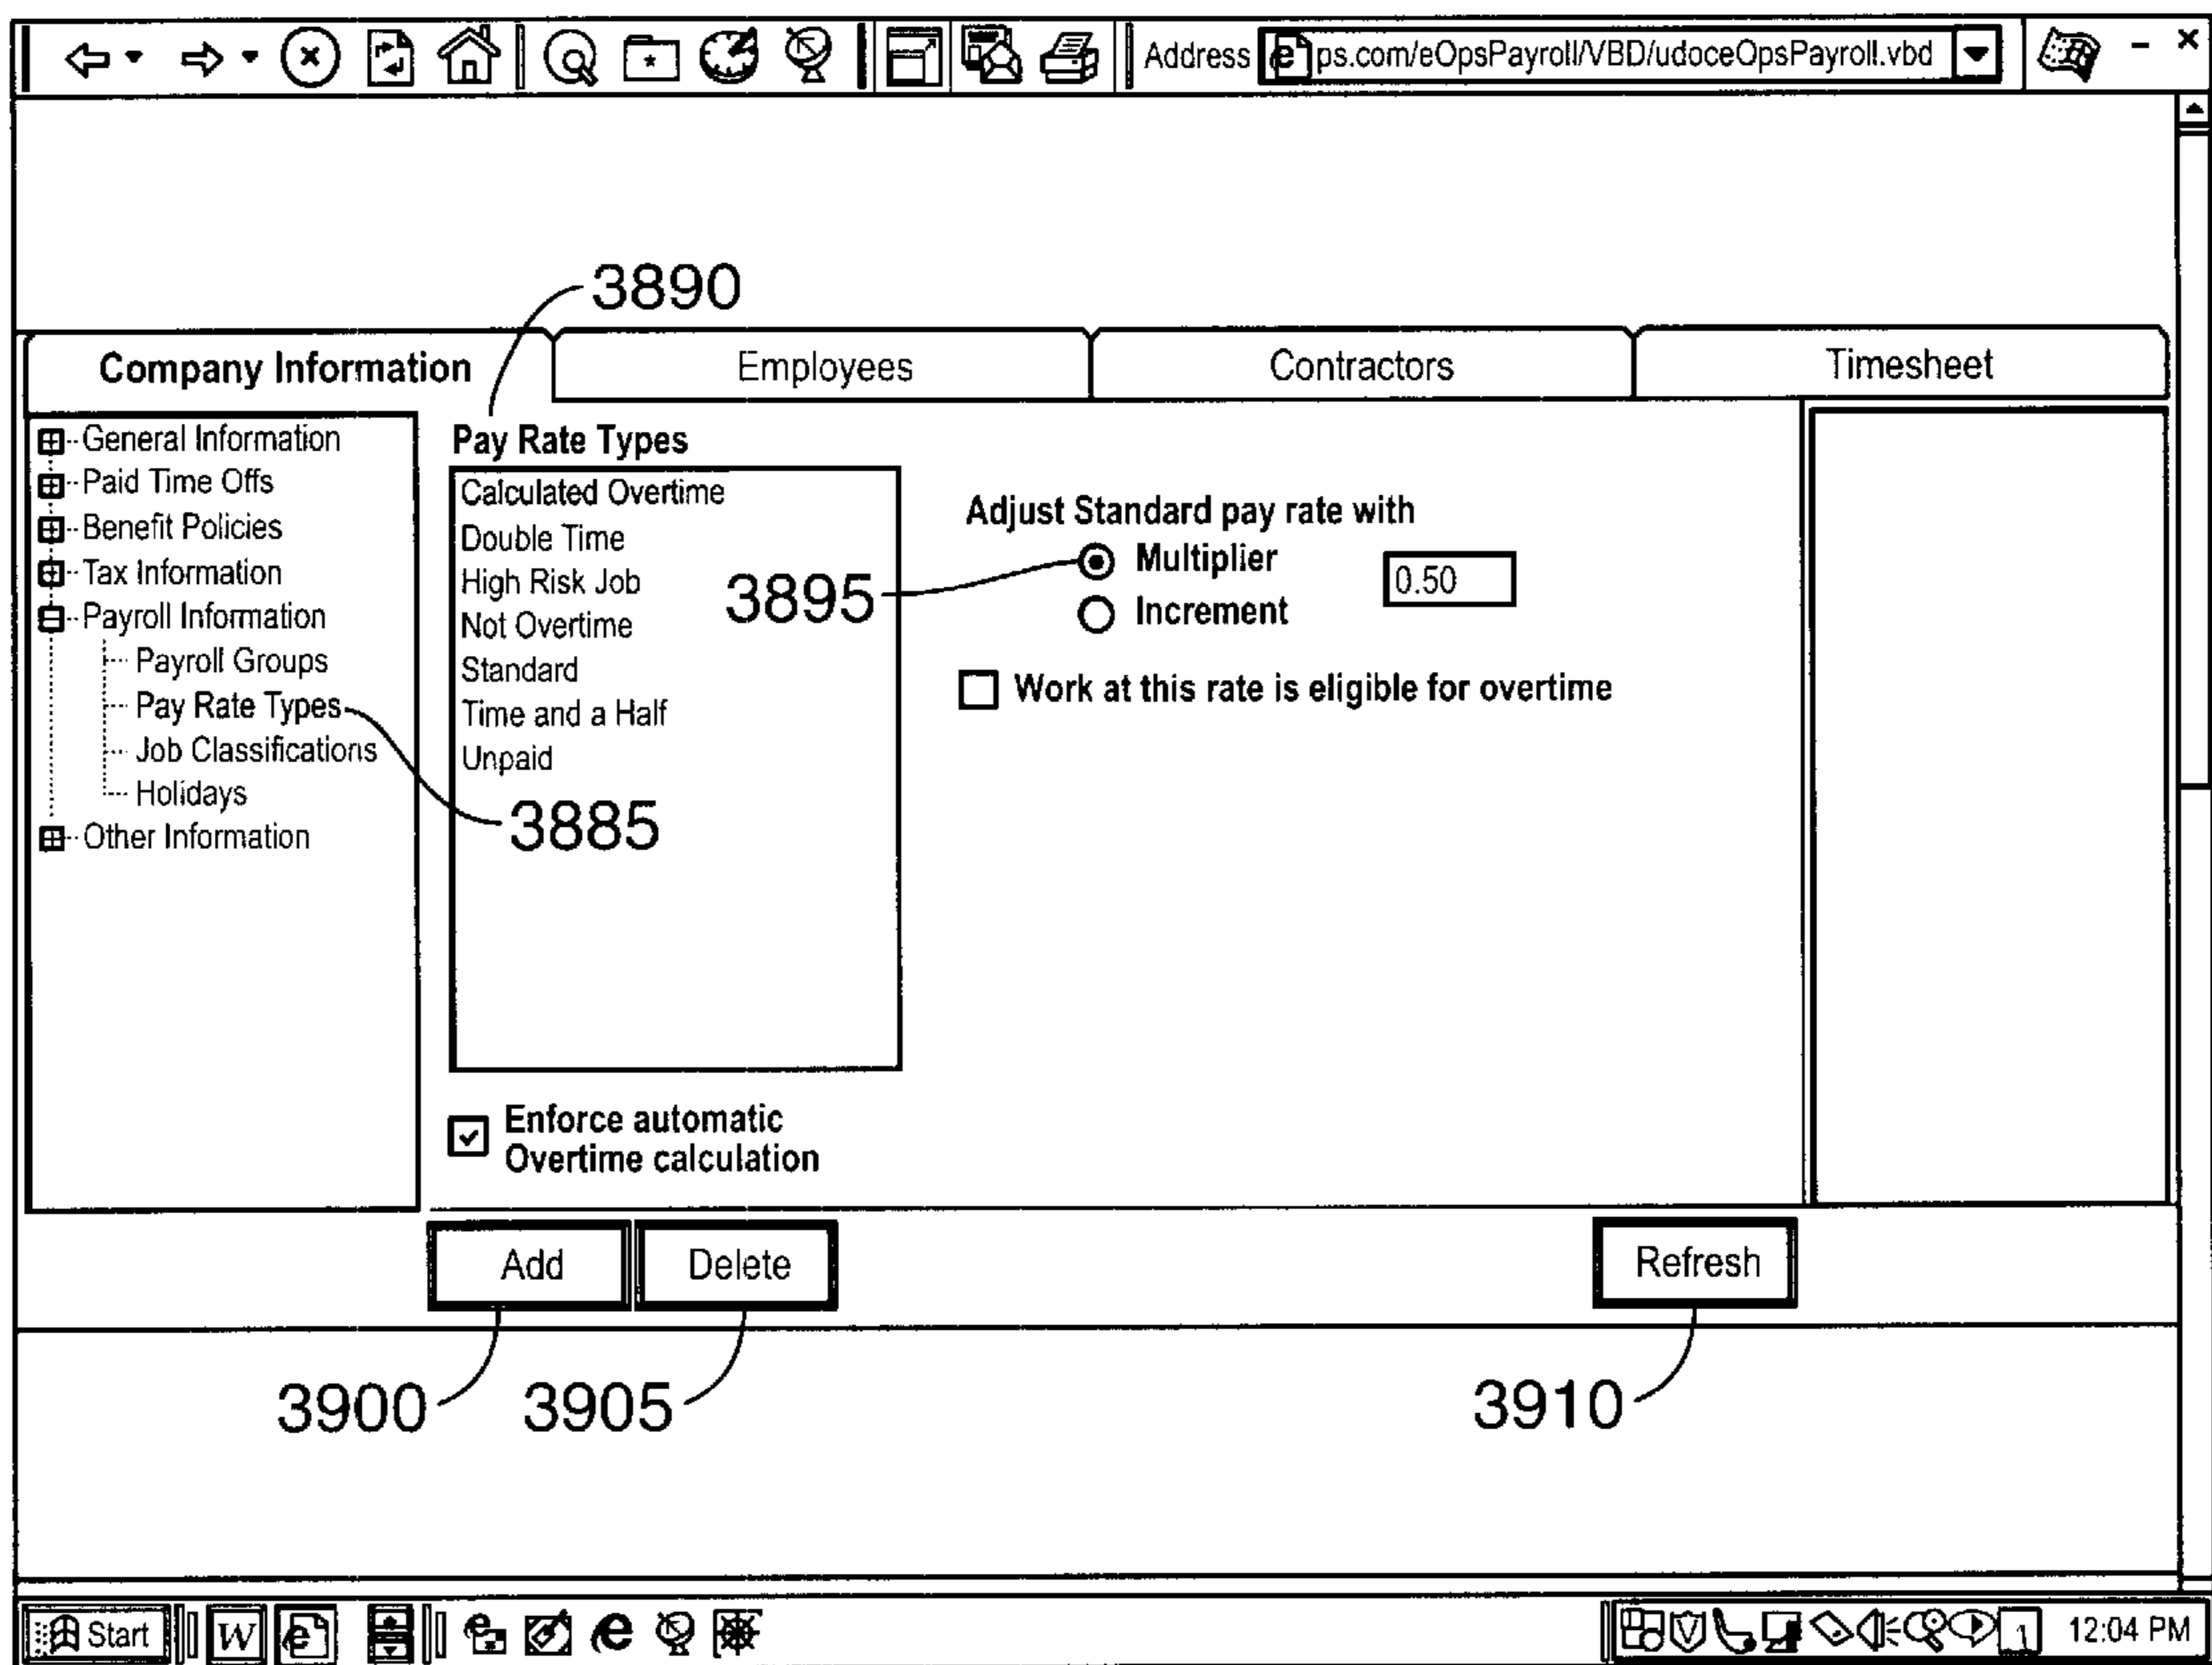 Address ps.com/eOpsPayroll/VBD/udoceOpsPayroll.vbd
3890
Company Information Employees Contractors Timesheet
General Information
Paid Time Offs
Benefit Policies
Tax Information
Payroll Information
Payroll Groups
Pay Rate Types
Job Classifications
Holidays
Other Information
Pay Rate Types
Calculated Overtime
Double Time
High Risk Job
Not Overtime
Standard
Time and a Half
Unpaid
3885
3895
Adjust Standard pay rate with
Multiplier
0.50
Increment
Work at this rate is eligible for overtime
Enforce automatic
Overtime calculation
Add Delete Refresh
3900 3905 3910
Start W 1 12:04 PM